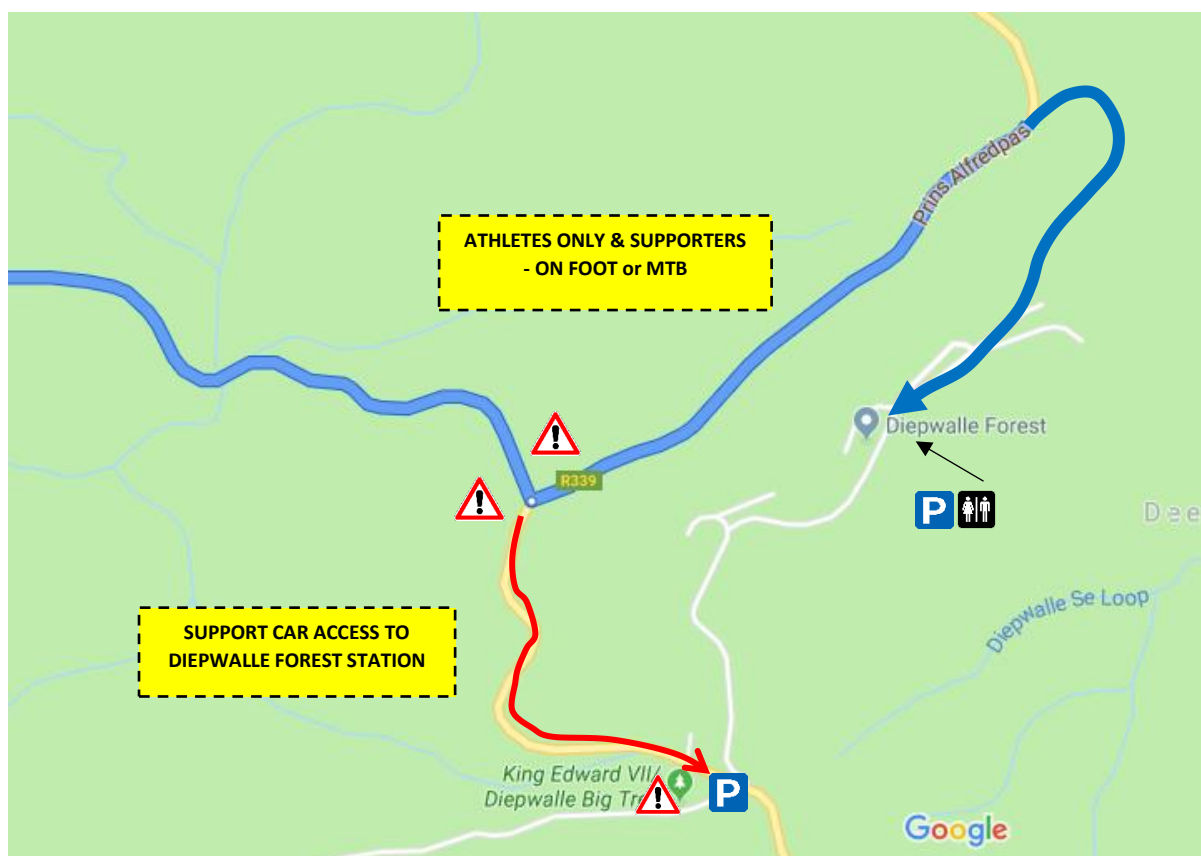 Prins Alfredpas
ATHLETES ONLY & SUPPORTERS
- ON FOOT or MTB
Diepwalle Forest
R339
P
Dee
Diepwalle Se Loop
SUPPORT CAR ACCESS TO
DIEPWALLE FOREST STATION
King Edward VII/
Diepwalle Big Tre
P
Google